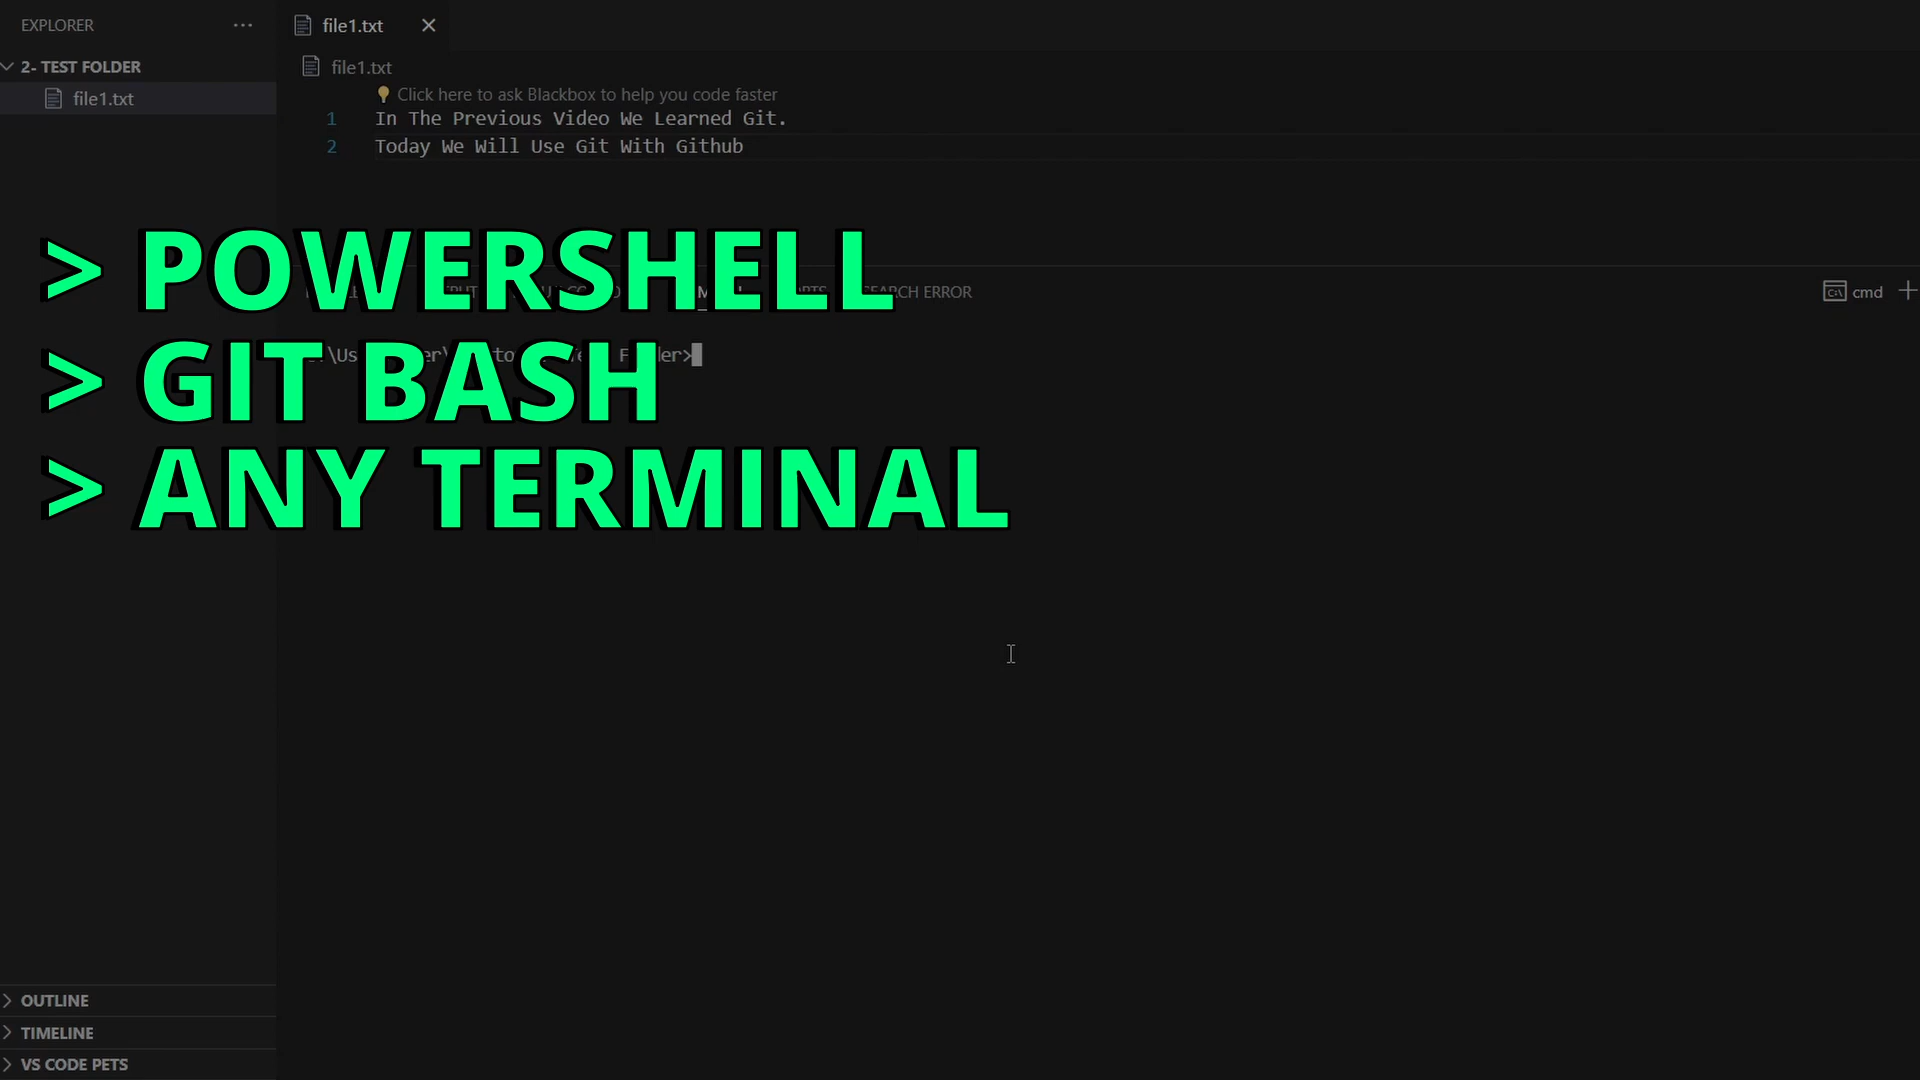 EXPLORER
file1.txt
2- TEST FOLDER
file1.txt
file1.txt
Click here to ask Blackbox to help you code faster
1 In The Previous Video We Learned Git.
2 Today We Will Use Git With Github
> POWERSHELL
SEARCH ERROR
cmd
> GIT BASH
> ANY TERMINAL
OUTLINE
TIMELINE
VS CODE PETS